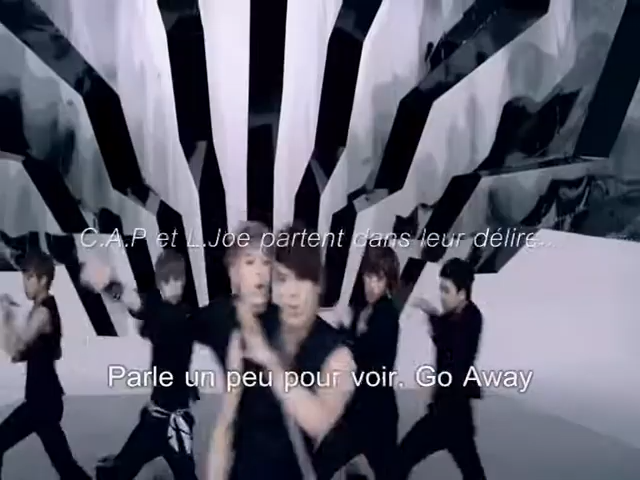 C.A.P et L.Joe partent dans leur délire...
Parle un peu pour voir. Go Away